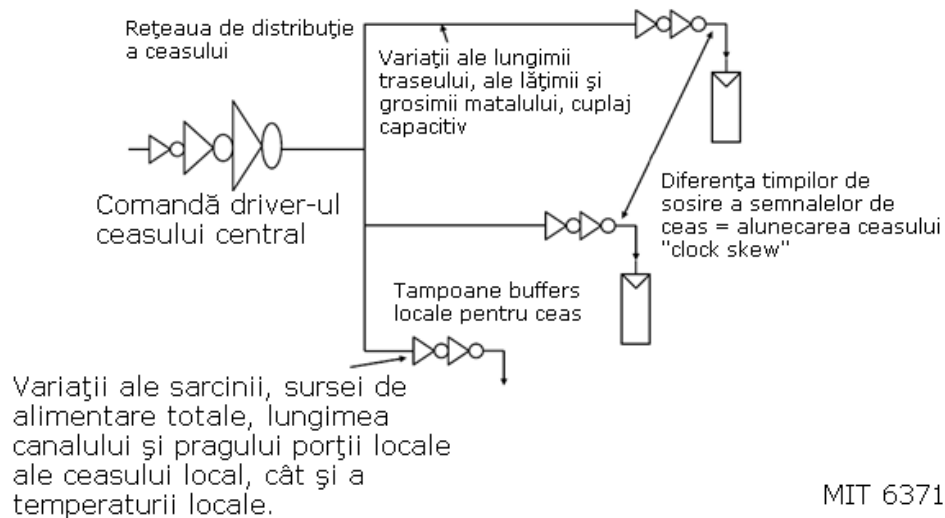 Reţeaua de distribuţie
a ceasului
Variaţii ale lungimii
traseului, ale lăţimii şi
grosimii matalului, cuplaj
capacitiv
Comandă driver-ul
ceasului central
Diferenţa timpilor de
sosire a semnalelor de
ceas = alunecarea ceasului
"clock skew"
Tampoane buffers
locale pentru ceas
Variaţii ale sarcinii, sursei de
alimentare totale, lungimea
canalului şi pragului porţii locale
ale ceasului local, cât şi a
temperaturii locale.
MIT 6371